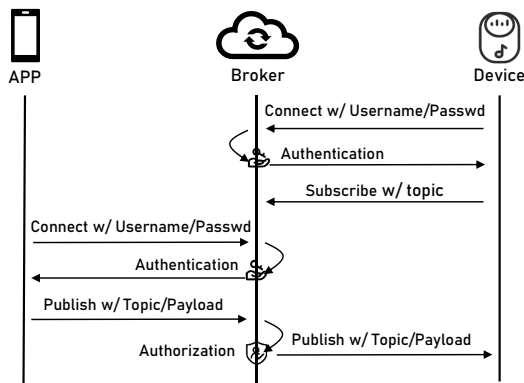 APP
Broker
Device
Connect w/ Username/Passwd
Authentication
Subscribe w/ topic
Connect w/ Username/Passwd
Authentication
Publish w/ Topic/Payload
Publish w/ Topic/Payload
Authorization